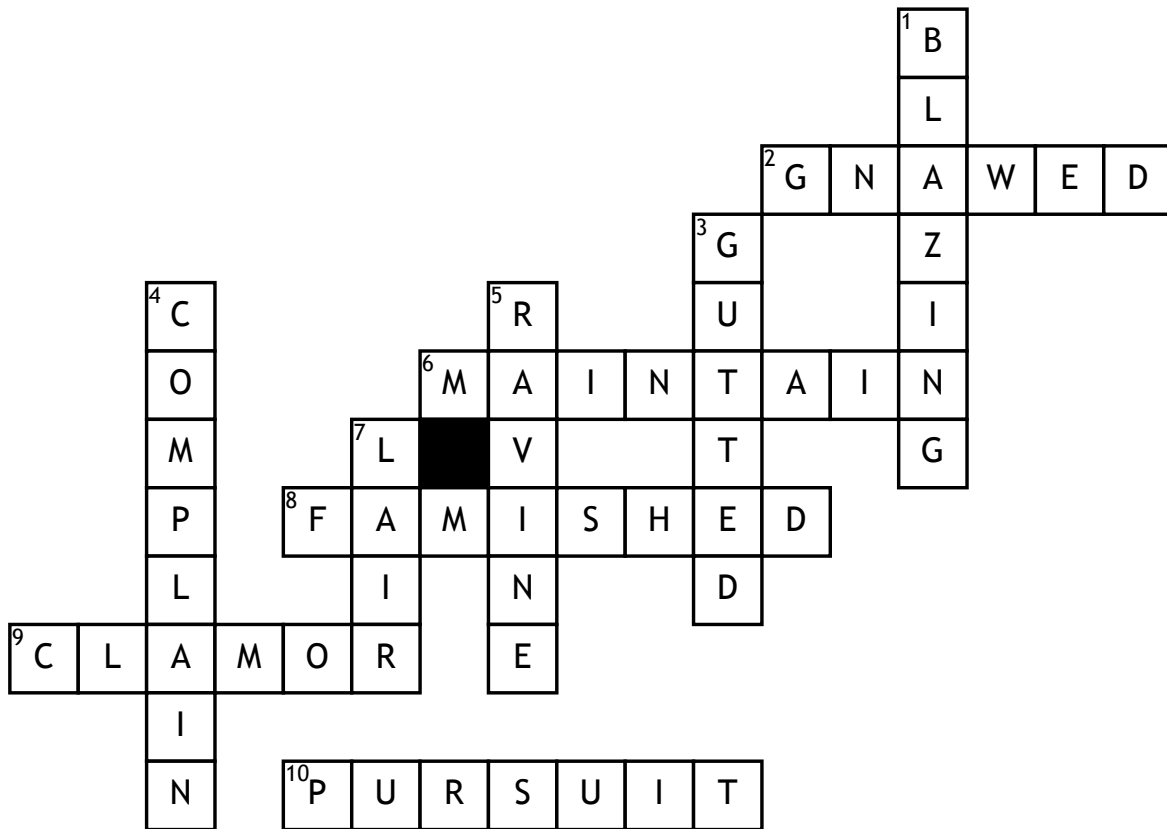 1 B
L
2 G N A W E D
3 G Z
4 C 5 R U I
O 6 M A I N T A I N
M 7 L V T G
P 8 F A M I S H E D
L I N D
9 C L A M O R E
I
N 10 P U R S U I T